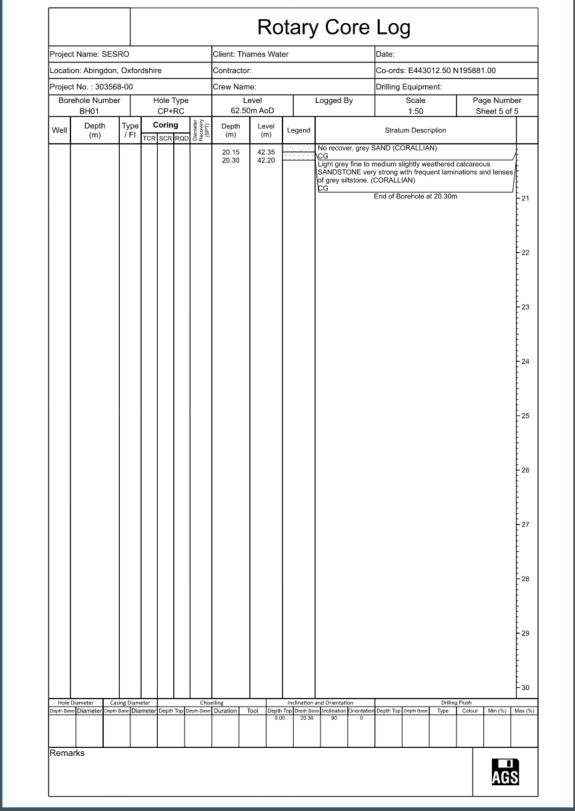 Rotary Core Log
Project Name: SESRO Client: Thames Water Date:
Location: Abingdon, Oxfordshire Contractor: Co-ords: E443012.50 N195881.00
Project No. : 303568-00 Crew Name: Drilling Equipment:
Borehole Number Hole Type Level Logged By Scale Page Number
BH01 CP+RC 62.50m AoD 1:50 Sheet 5 of 5
Well Depth (m) Type / FI Coring Diameter Recovery (SPT) Depth (m) Level (m) Legend Stratum Description
TCR SCR RQD
20.15 42.35 No recover, grey SAND (CORALLIAN)
20.30 42.20 CG
Light grey fine to medium slightly weathered calcareous
SANDSTONE very strong with frequent laminations and lenses
of grey siltstone. (CORALLIAN)
CG
End of Borehole at 20.30m
21
22
23
24
25
26
27
28
29
30
Hole Diameter Casing Diameter Chiselling Inclination and Orientation Drilling Flush
Depth Base Diameter Depth Base Diameter Depth Top Depth Base Duration Tool Depth Top Depth Base Inclination Orientation Depth Top Depth Base Type Colour Min (%) Max (%)
0.00 20.30 90 0
Remarks
AGS